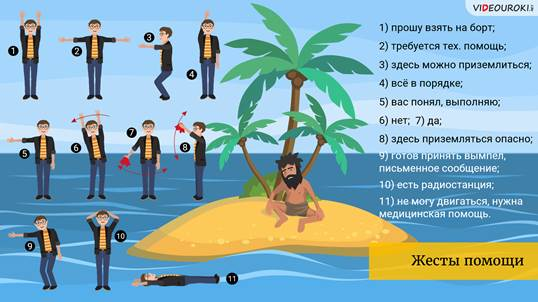 VIDEOUROKI
1) прошу взять на борт;
2) требуется тех. помощь;
3) здесь можно приземлиться;
4) всё в порядке;
5) вас понял, выполняю;
6) нет; 7) да;
8) здесь приземляться опасно;
9) готов принять вымпел,
письменное сообщение;
10) есть радиостанция;
11) не могу двигаться, нужна
медицинская помощь.
1
2
3
4
5
6
7
8
9
10
11
Жесты помощи